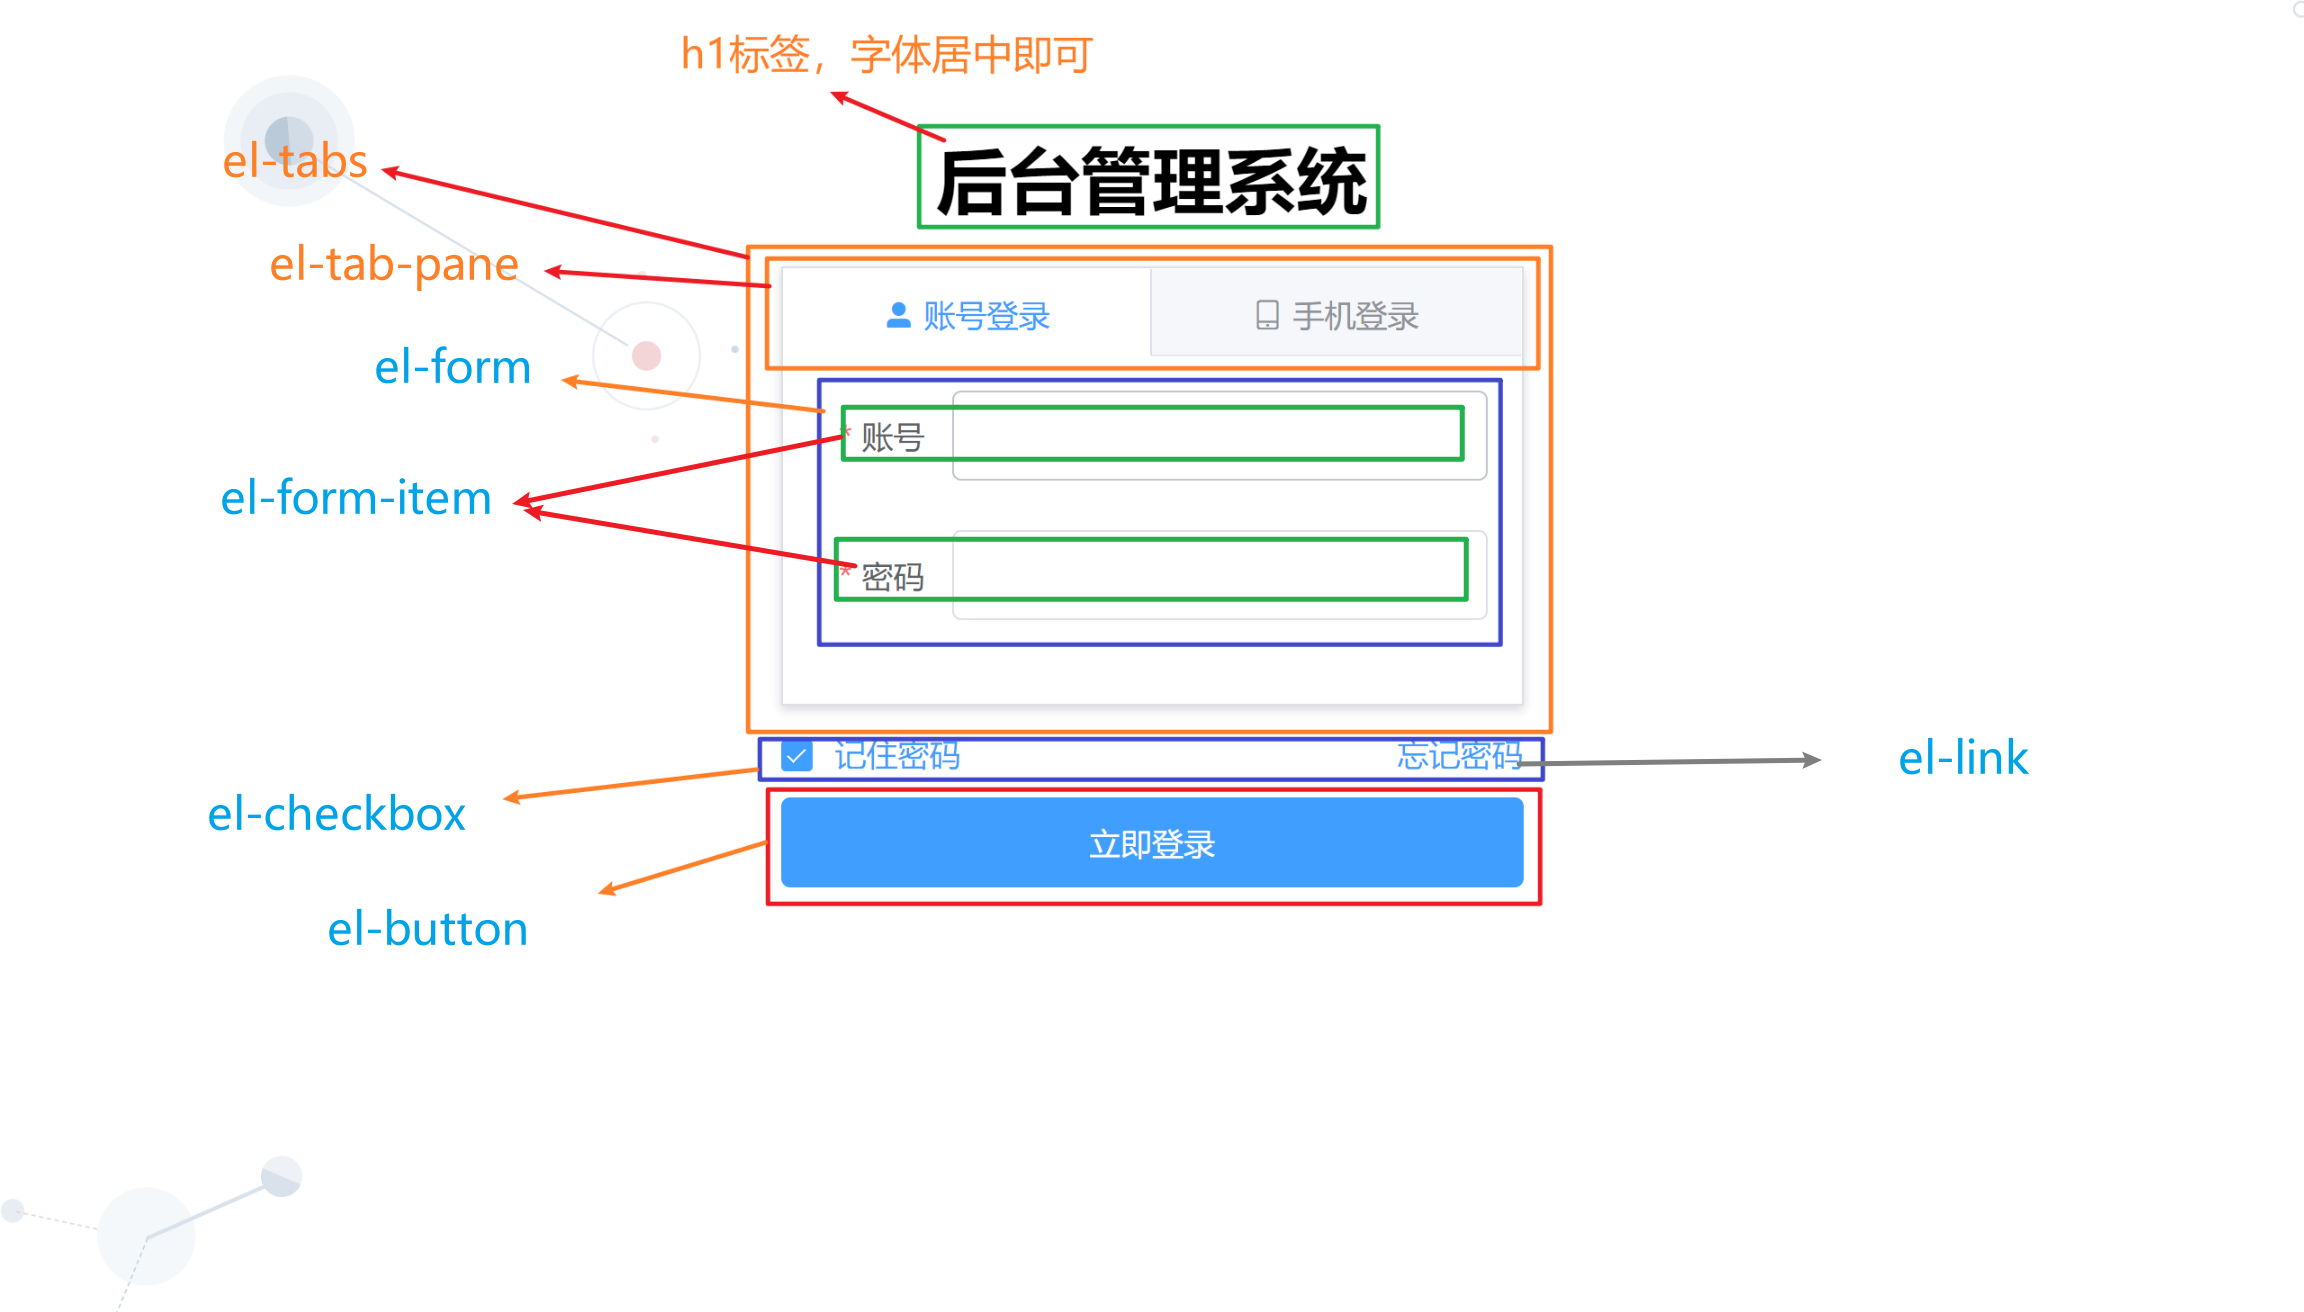 h1标签，字体居中即可
后台管理系统
el-tabs
el-tab-pane
账号登录
手机登录
el-form
* 账号
el-form-item
* 密码
记住密码
忘记密码
el-link
el-checkbox
立即登录
el-button